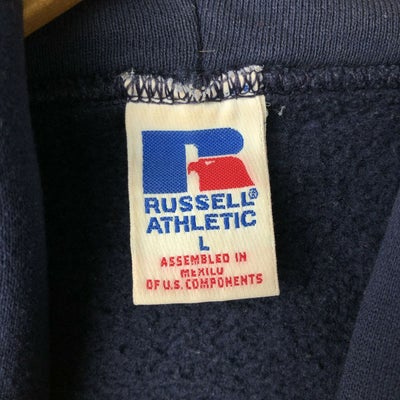 RUSSELL®
ATHLETIC
L
ASSEMBLED IN
MEXICO
OF U.S. COMPONENTS